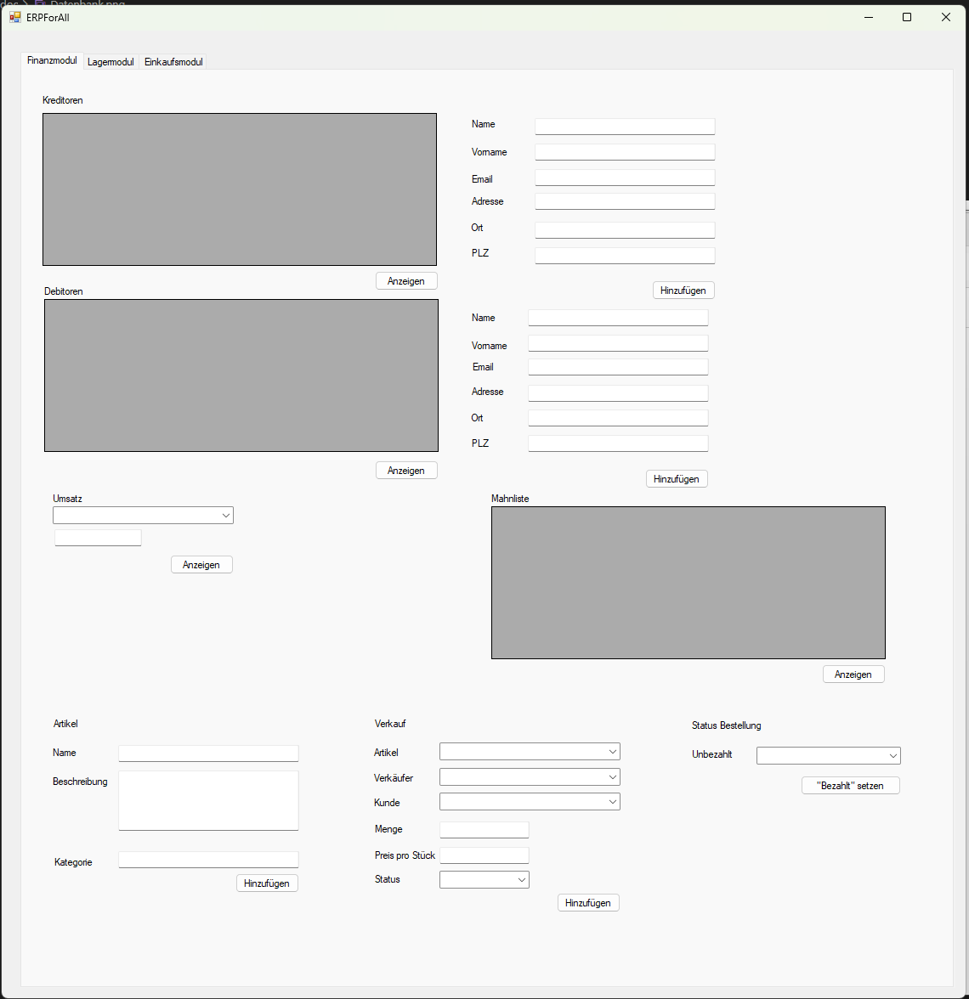 Datenbank.png
ERPForAll
Finanzmodul Lagermodul Einkaufsmodul
Kreditoren
Name
Vorname
Email
Adresse
Ort
PLZ
Anzeigen
Hinzufügen
Debitoren
Name
Vorname
Email
Adresse
Ort
PLZ
Anzeigen
Hinzufügen
Umsatz
Anzeigen
Mahnliste
Anzeigen
Artikel
Name
Beschreibung
Kategorie
Hinzufügen
Verkauf
Artikel
Verkäufer
Kunde
Menge
Preis pro Stück
Status
Hinzufügen
Status Bestellung
Unbezahlt
"Bezahlt" setzen